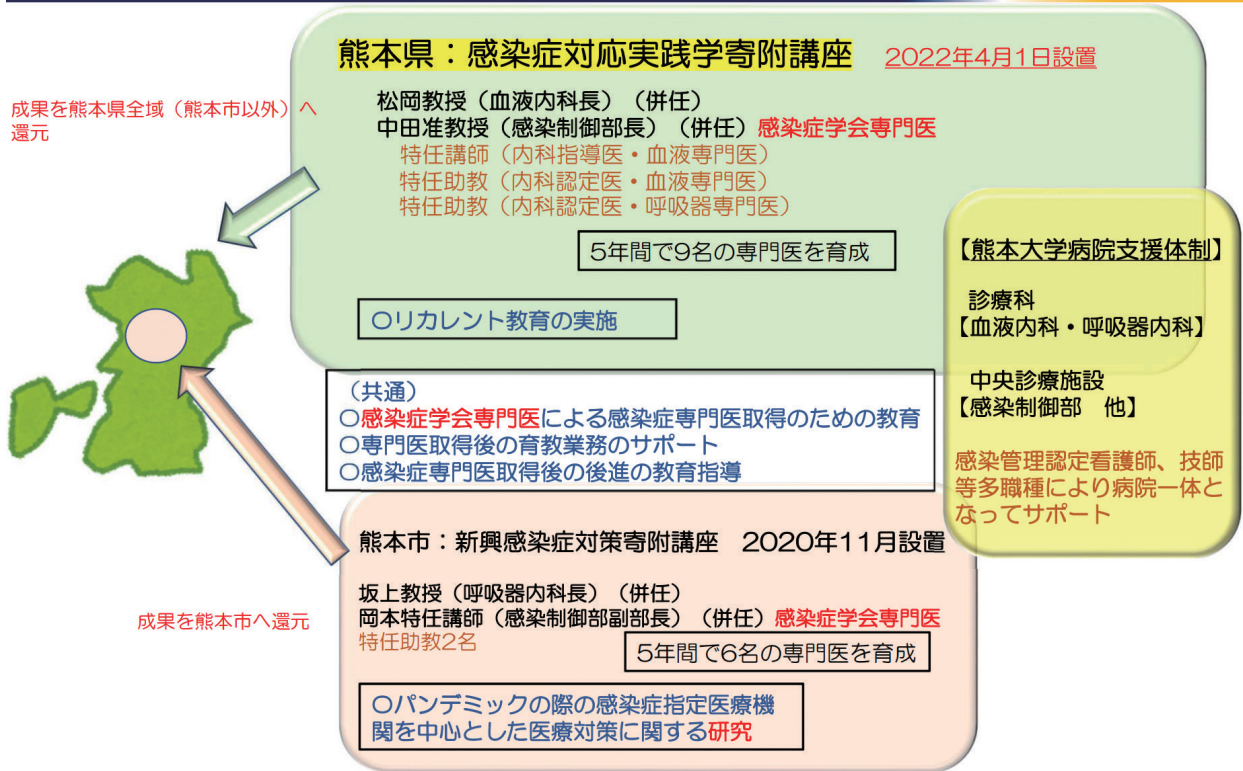 熊本県：感染症対応実践学寄附講座 2022年4月1日設置
成果を熊本県全域（熊本市以外）へ
還元
松岡教授（血液内科長）（併任）
中田准教授（感染制御部長）（併任）感染症学会専門医
特任講師（内科指導医・血液専門医）
特任助教（内科認定医・血液専門医）
特任助教（内科認定医・呼吸器専門医）
5年間で9名の専門医を育成
〇リカレント教育の実施
【熊本大学病院支援体制】
診療科
【血液内科・呼吸器内科】
中央診療施設
【感染制御部　他】
感染管理認定看護師、技師
等多職種により病院一体と
なってサポート
（共通）
〇感染症学会専門医による感染症専門医取得のための教育
〇専門医取得後の育教業務のサポート
〇感染症専門医取得後の後進の教育指導
熊本市：新興感染症対策寄附講座　2020年11月設置
坂上教授（呼吸器内科長）（併任）
岡本特任講師（感染制御部副部長）（併任）感染症学会専門医
特任助教2名
5年間で6名の専門医を育成
成果を熊本市へ還元
〇パンデミックの際の感染症指定医療機
関を中心とした医療対策に関する研究